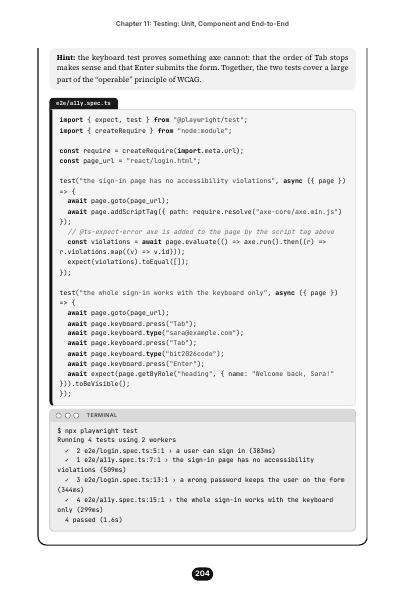 Chapter 11: Testing: Unit, Component and End-to-End
Hint: the keyboard test proves something axe cannot: that the order of Tab stops
makes sense and that Enter submits the form. Together, the two tests cover a large
part of the “operable” principle of WCAG.
e2e/a11y.spec.ts
import { expect, test } from "@playwright/test";
import { createRequire } from "node:module";
const require = createRequire(import.meta.url);
const page_url = "react/login.html";
test("the sign-in page has no accessibility violations", async ({ page })
=> {
await page.goto(page_url);
await page.addScriptTag({ path: require.resolve("axe-core/axe.min.js")
});
// @ts-expect-error axe is added to the page by the script tag above
const violations = await page.evaluate(() => axe.run().then((r) =>
r.violations.map((v) => v.id)));
expect(violations).toEqual([]);
});
test("the whole sign-in works with the keyboard only", async ({ page })
=> {
await page.goto(page_url);
await page.keyboard.press("Tab");
await page.keyboard.type("sara@example.com");
await page.keyboard.press("Tab");
await page.keyboard.type("bit2026code");
await page.keyboard.press("Enter");
await expect(page.getByRole("heading", { name: "Welcome back, Sara!"
})).toBeVisible();
});
TERMINAL
$ npx playwright test
Running 4 tests using 2 workers
✓ 2 e2e/login.spec.ts:5:1 › a user can sign in (383ms)
✓ 1 e2e/a11y.spec.ts:7:1 › the sign-in page has no accessibility
violations (509ms)
✓ 3 e2e/login.spec.ts:13:1 › a wrong password keeps the user on the form
(344ms)
✓ 4 e2e/a11y.spec.ts:15:1 › the whole sign-in works with the keyboard
only (299ms)
4 passed (1.6s)
204